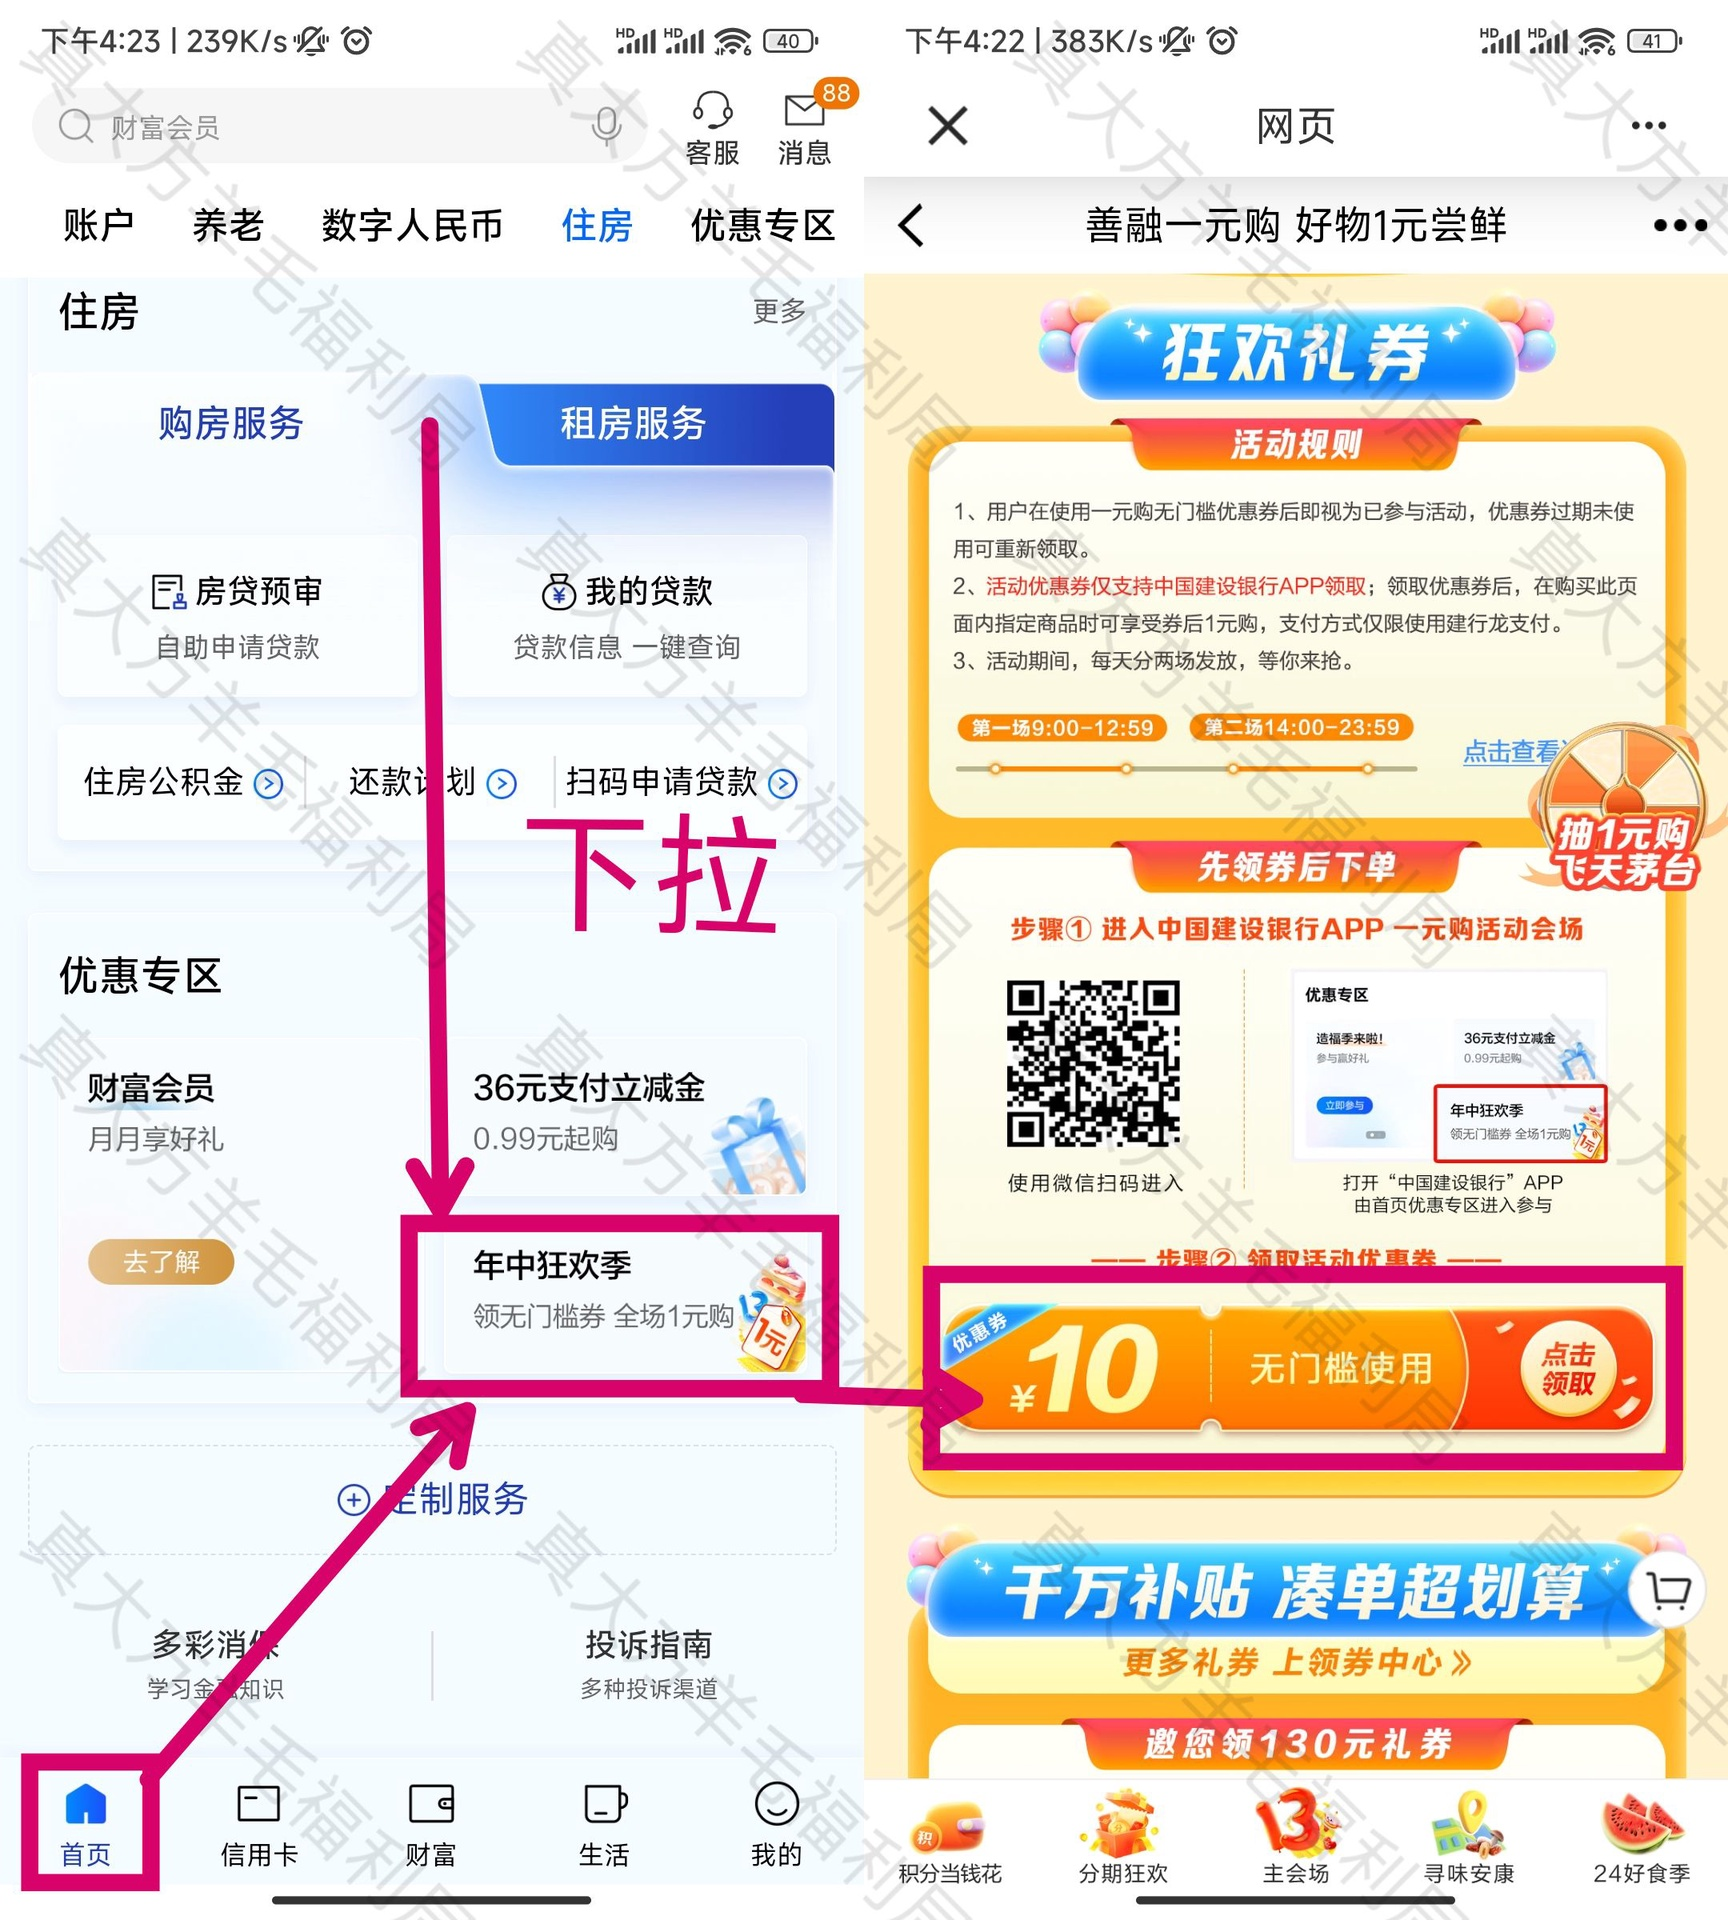 下午4:23 | 239K/s
HD HD 6 40
财富会员
客服
消息
88
账户 养老 数字人民币 住房 优惠专区
住房
更多
购房服务
租房服务
房贷预审
自助申请贷款
我的贷款
贷款信息 一键查询
住房公积金
还款计划
扫码申请贷款
下拉
优惠专区
财富会员
月月享好礼
去了解
36元支付立减金
0.99元起购
年中狂欢季
领无门槛券 全场1元购
1元
定制服务
多彩消保
学习金融知识
投诉指南
多种投诉渠道
首页
信用卡
财富
生活
我的
下午4:22 | 383K/s
HD HD 6 41
网页
善融一元购 好物1元尝鲜
狂欢礼券
活动规则
1、用户在使用一元购无门槛优惠券后即视为已参与活动，优惠券过期未使
用可重新领取。
2、活动优惠券仅支持中国建设银行APP领取；领取优惠券后，在购买此页
面内指定商品时可享受券后1元购，支付方式仅限使用建行龙支付。
3、活动期间，每天分两场发放，等你来抢。
第一场9:00-12:59
第二场14:00-23:59
点击查看
抽1元购
飞天茅台
先领券后下单
步骤① 进入中国建设银行APP 一元购活动会场
使用微信扫码进入
优惠专区
造福季来啦！
参与赢好礼
立即参与
36元支付立减金
0.99元起购
年中狂欢季
领无门槛券 全场1元购
1元
打开“中国建设银行”APP
由首页优惠专区进入参与
步骤② 领取活动优惠券
优惠券
¥10
无门槛使用
点击
领取
千万补贴 凑单超划算
更多礼券 上领券中心》
邀您领130元礼券
积
积分当钱花
分期狂欢
13
主会场
寻味安康
24好食季
真大方羊毛福利局